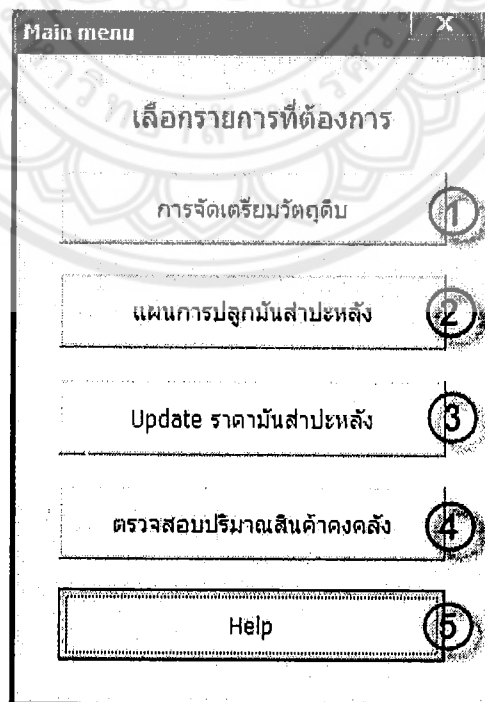 Main menu X
เลือกรายการที่ต้องการ
การจัดเตรียมวัตถุดิบ 1
แผนการปลูกมันสำปะหลัง 2
Update ราคามันสำปะหลัง 3
ตรวจสอบปริมาณสินค้าคงคลัง 4
Help 5